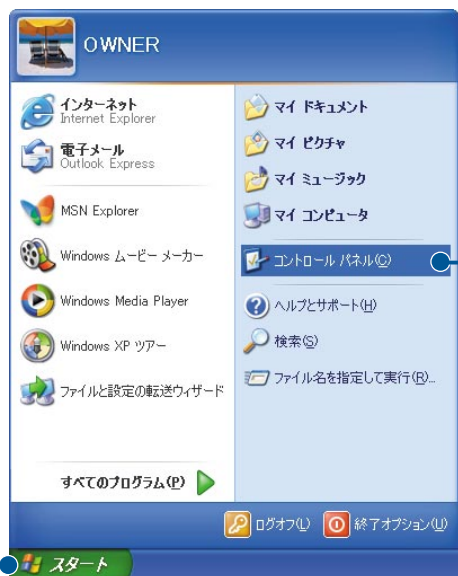 OWNER
インターネット
Internet Explorer
電子メール
Outlook Express
MSN Explorer
Windows ムービー メーカー
Windows Media Player
Windows XP ツアー
ファイルと設定の転送ウィザード
すべてのプログラム(P)
マイ ドキュメント
マイ ピクチャ
マイ ミュージック
マイ コンピュータ
コントロール パネル(C)
ヘルプとサポート(H)
検索(S)
ファイル名を指定して実行(R)...
ログオフ(L)
終了オプション(U)
スタート